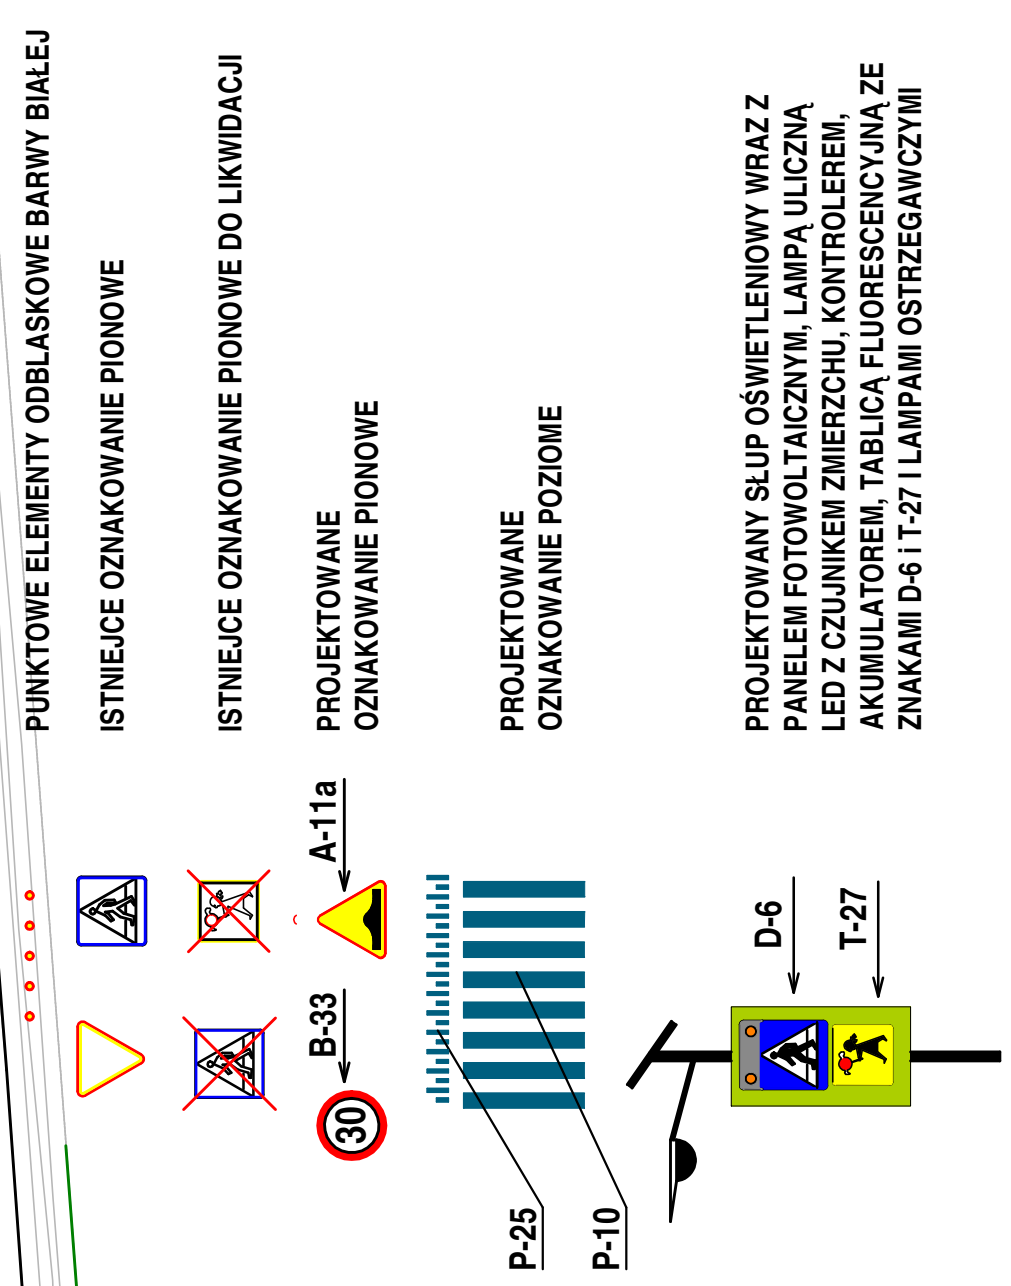 PUNKTOWE ELEMENTY ODBLASKOWE BARWY BIAŁEJ
ISTNIEJCE OZNAKOWANIE PIONOWE
ISTNIEJCE OZNAKOWANIE PIONOWE DO LIKWIDACJI
30
B-33
A-11a
PROJEKTOWANE
OZNAKOWANIE PIONOWE
P-25
P-10
PROJEKTOWANE
OZNAKOWANIE POZIOME
D-6
T-27
PROJEKTOWANY SŁUP OŚWIETLENIOWY WRAZ Z
PANELEM FOTOWOLTAICZNYM, LAMPĄ ULICZNĄ
LED Z CZUJNIKEM ZMIERZCHU, KONTROLEREM,
AKUMULATOREM, TABLICĄ FLUORESCENCYJNĄ ZE
ZNAKAMI D-6 i T-27 I LAMPAMI OSTRZEGAWCZYMI